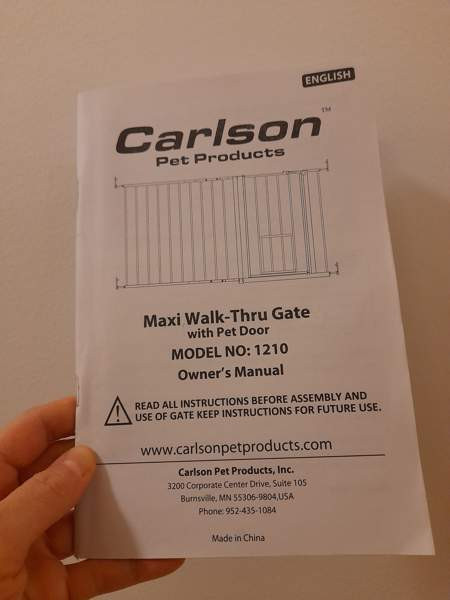 ENGLISH
Carlson™
Pet Products
Maxi Walk-Thru Gate
with Pet Door
MODEL NO: 1210
Owner's Manual
READ ALL INSTRUCTIONS BEFORE ASSEMBLY AND
USE OF GATE KEEP INSTRUCTIONS FOR FUTURE USE.
www.carlsonpetproducts.com
Carlson Pet Products, Inc.
3200 Corporate Center Drive, Suite 105
Burnsville, MN 55306-9804,USA
Phone: 952-435-1084
Made in China